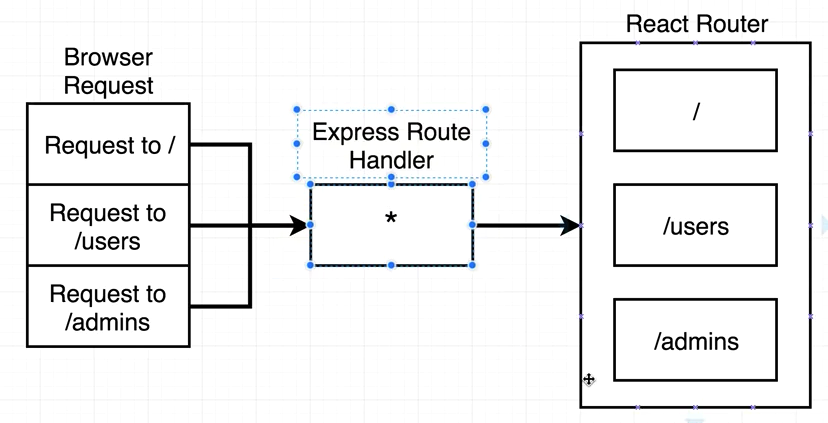 Browser
Request
Request to /
Request to
/users
Request to
/admins
Express Route
Handler
*
React Router
/
/users
/admins